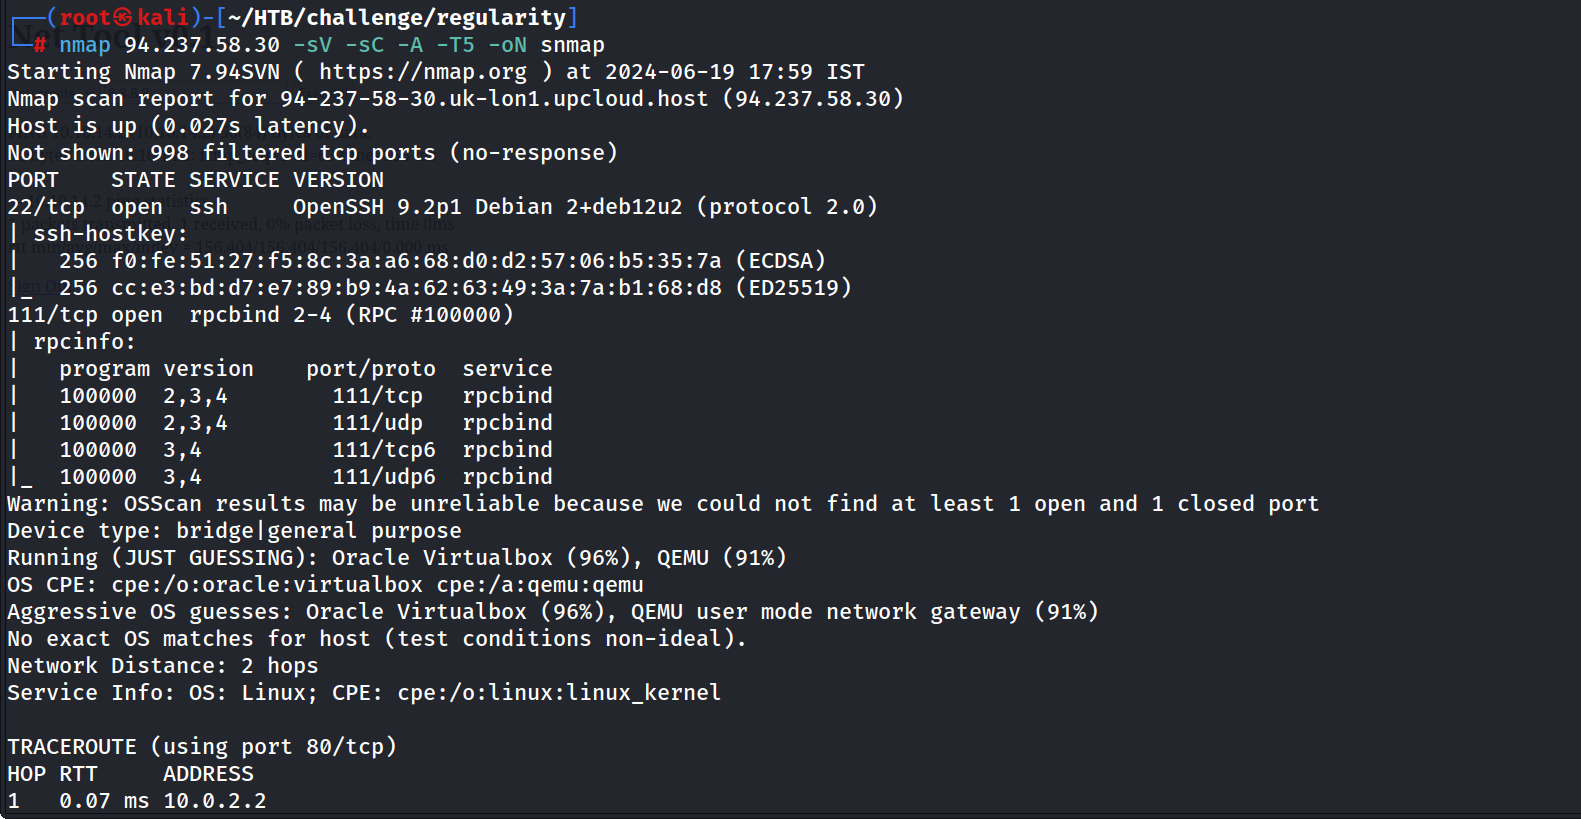 ┌──(root㉿kali)-[~/HTB/challenge/regularity]
└─# nmap 94.237.58.30 -sV -sC -A -T5 -oN snmap
Starting Nmap 7.94SVN ( https://nmap.org ) at 2024-06-19 17:59 IST
Nmap scan report for 94-237-58-30.uk-lon1.upcloud.host (94.237.58.30)
Host is up (0.027s latency).
Not shown: 998 filtered tcp ports (no-response)
PORT    STATE SERVICE VERSION
22/tcp  open  ssh     OpenSSH 9.2p1 Debian 2+deb12u2 (protocol 2.0)
| ssh-hostkey:
|   256 f0:fe:51:27:f5:8c:3a:a6:68:d0:d2:57:06:b5:35:7a (ECDSA)
|_  256 cc:e3:bd:d7:e7:89:b9:4a:62:63:49:3a:7a:b1:68:d8 (ED25519)
111/tcp open  rpcbind 2-4 (RPC #100000)
| rpcinfo:
|   program version    port/proto  service
|   100000  2,3,4        111/tcp   rpcbind
|   100000  2,3,4        111/udp   rpcbind
|   100000  3,4          111/tcp6  rpcbind
|_  100000  3,4          111/udp6  rpcbind
Warning: OSScan results may be unreliable because we could not find at least 1 open and 1 closed port
Device type: bridge|general purpose
Running (JUST GUESSING): Oracle Virtualbox (96%), QEMU (91%)
OS CPE: cpe:/o:oracle:virtualbox cpe:/a:qemu:qemu
Aggressive OS guesses: Oracle Virtualbox (96%), QEMU user mode network gateway (91%)
No exact OS matches for host (test conditions non-ideal).
Network Distance: 2 hops
Service Info: OS: Linux; CPE: cpe:/o:linux:linux_kernel

TRACEROUTE (using port 80/tcp)
HOP RTT     ADDRESS
1   0.07 ms 10.0.2.2